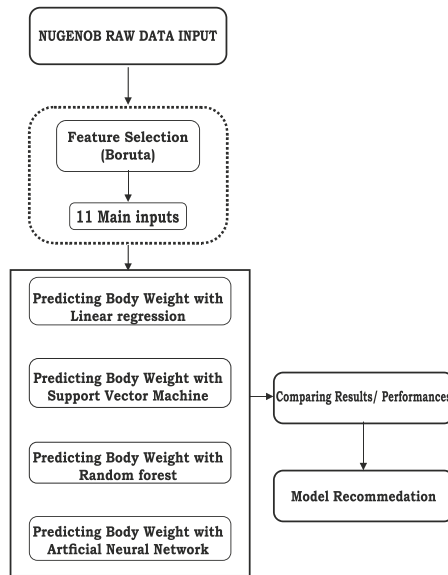 NUGENOB RAW DATA INPUT
Feature Selection
(Boruta)
11 Main inputs
Predicting Body Weight with
Linear regression
Predicting Body Weight with
Support Vector Machine
Predicting Body Weight with
Random forest
Predicting Body Weight with
Artficial Neural Network
Comparing Results/ Performances
Model Recommedation